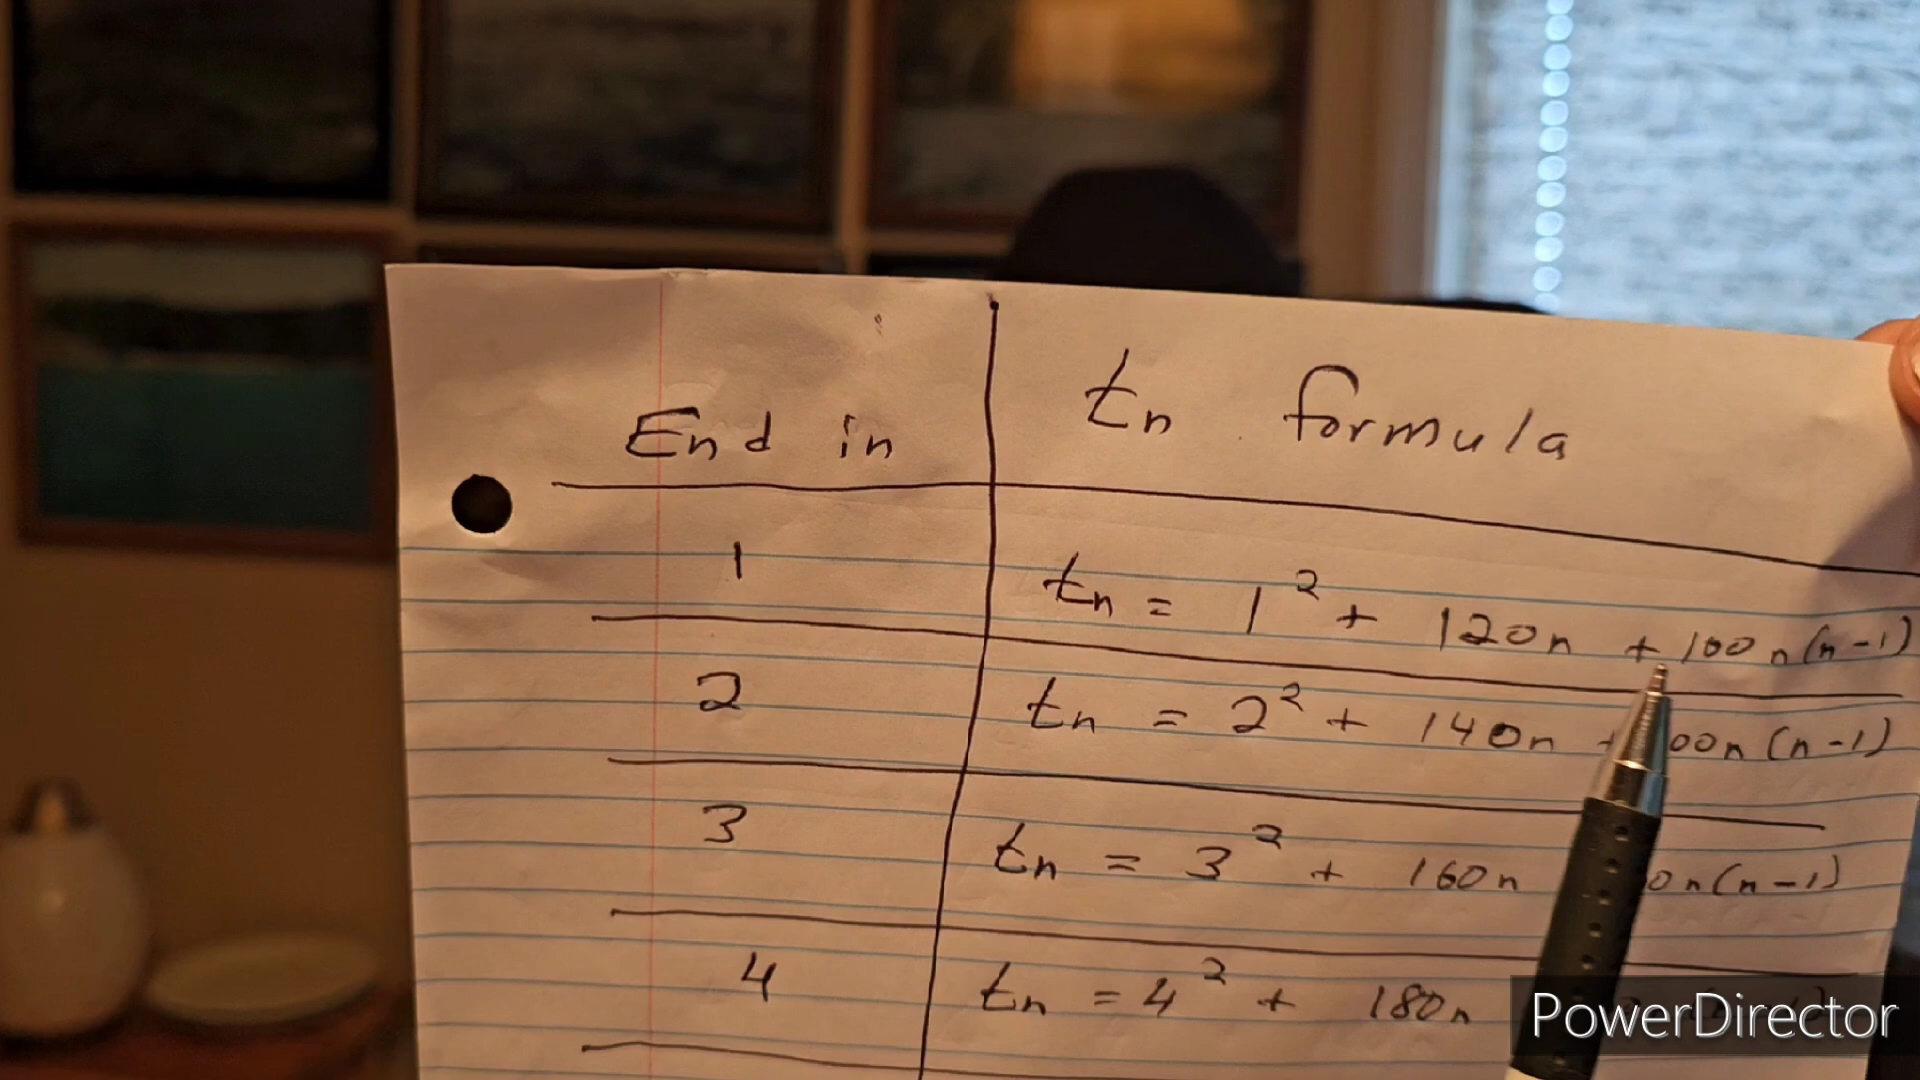 End in tn formula
1 tn = 1² + 120n + 100n(n-1)
2 tn = 2² + 140n + 00n(n-1)
3 tn = 3² + 160n 0n(n-1)
4 tn = 4² + 180n
PowerDirector